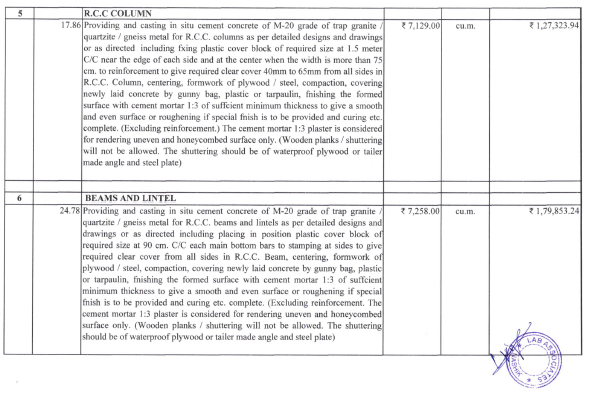 5 R.C.C COLUMN
17.86 Providing and casting in situ cement concrete of M-20 grade of trap granite / ₹ 7,129.00 cu.m. ₹ 1,27,323.94
quartzite / gneiss metal for R.C.C. columns as per detailed designs and drawings
or as directed including fxing plastic cover block of required size at 1.5 meter
C/C near the edge of each side and at the center when the width is more than 75
cm. to reinforcement to give required clear cover 40mm to 65mm from all sides in
R.C.C. Column, centering, formwork of plywood / steel, compaction, covering
newly laid concrete by gunny bag, plastic or tarpaulin, fnishing the formed
surface with cement mortar 1:3 of suffcient minimum thickness to give a smooth
and even surface or roughening if special fnish is to be provided and curing etc.
complete. (Excluding reinforcement.) The cement mortar 1:3 plaster is considered
for rendering uneven and honeycombed surface only. (Wooden planks / shuttering
will not be allowed. The shuttering should be of waterproof plywood or tailer
made angle and steel plate)
6 BEAMS AND LINTEL
24.78 Providing and casting in situ cement concrete of M-20 grade of trap granite / ₹ 7,258.00 cu.m. ₹ 1,79,853.24
quartzite / gneiss metal for R.C.C. beams and lintels as per detailed designs and
drawings or as directed including placing in position plastic cover block of
required size at 90 cm. C/C each main bottom bars to stamping at sides to give
required clear cover from all sides in R.C.C. Beam, centering, formwork of
plywood / steel, compaction, covering newly laid concrete by gunny bag, plastic
or tarpaulin, fnishing the formed surface with cement mortar 1:3 of suffcient
minimum thickness to give a smooth and even surface or roughening if special
fnish is to be provided and curing etc. complete. (Excluding reinforcement. The
cement mortar 1:3 plaster is considered for rendering uneven and honeycombed
surface only. (Wooden planks / shuttering will not be allowed. The shuttering
should be of waterproof plywood or tailer made angle and steel plate)
LAB ASSOCIATES